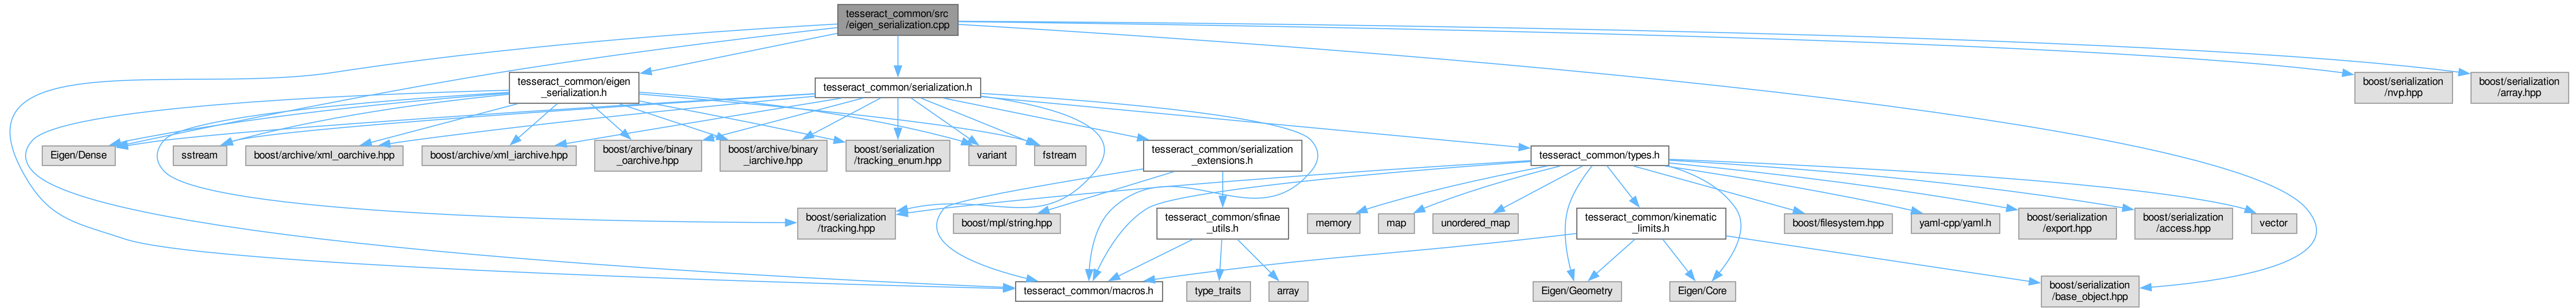 tesseract_common/src
/eigen_serialization.cpp
tesseract_common/eigen
_serialization.h
tesseract_common/serialization.h
boost/serialization
/nvp.hpp
boost/serialization
/array.hpp
Eigen/Dense
sstream
boost/archive/xml_oarchive.hpp
boost/archive/xml_iarchive.hpp
boost/archive/binary
_oarchive.hpp
boost/archive/binary
_iarchive.hpp
boost/serialization
/tracking_enum.hpp
variant
fstream
tesseract_common/serialization
_extensions.h
tesseract_common/types.h
boost/serialization
/tracking.hpp
boost/mpl/string.hpp
tesseract_common/sfinae
_utils.h
memory
map
unordered_map
tesseract_common/kinematic
_limits.h
boost/filesystem.hpp
yaml-cpp/yaml.h
boost/serialization
/export.hpp
boost/serialization
/access.hpp
vector
tesseract_common/macros.h
type_traits
array
Eigen/Geometry
Eigen/Core
boost/serialization
/base_object.hpp